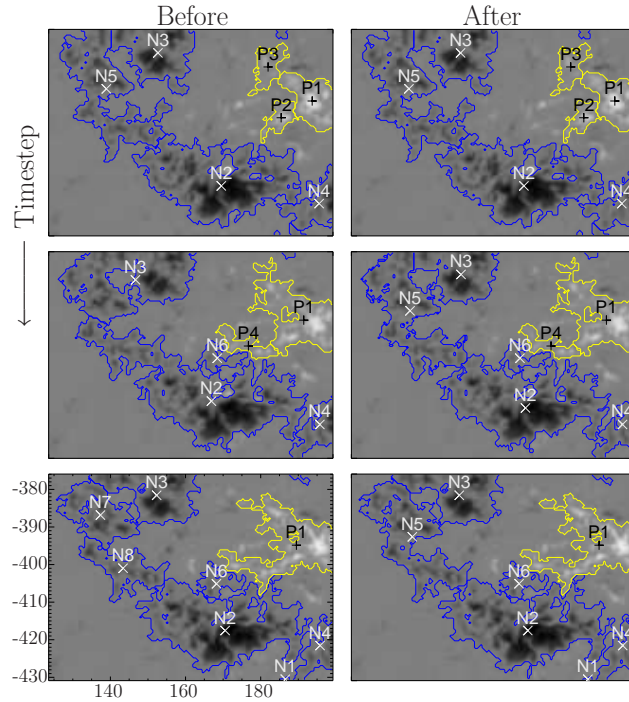 Before
After
Timestep
N3
P3
N5
P1
P2
N2
N4
N3
P3
N5
P1
P2
N2
N4
N3
P1
P4
N6
N2
N4
N3
N5
P1
P4
N6
N2
N4
-380
-390
-400
-410
-420
-430
N3
N7
P1
N8
N6
N2
N4
N1
140
160
180
N3
N5
P1
N6
N2
N4
N1